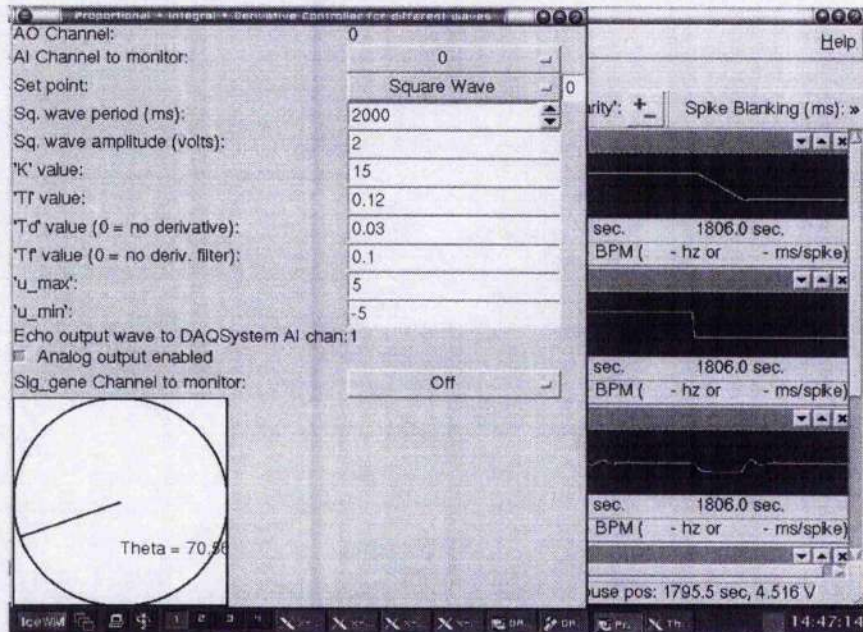 Proportional + Integral + Derivative Controller for different waves
AO Channel: 0
AI Channel to monitor: 0
Set point: Square Wave 0
Sq. wave period (ms): 2000
Sq. wave amplitude (volts): 2
'K' value: 15
'TI' value: 0.12
'Td' value (0 = no derivative): 0.03
'Tf' value (0 = no deriv. filter): 0.1
'u_max': 5
'u_min': -5
Echo output wave to DAQSystem AI chan:1
Analog output enabled
Sig_gene Channel to monitor: Off
Theta = 70.56
Help
arity': +_ Spike Blanking (ms): »
sec. 1806.0 sec.
BPM ( - hz or - ms/spike)
sec. 1806.0 sec.
BPM ( - hz or - ms/spike)
sec. 1806.0 sec.
BPM ( - hz or - ms/spike)
ouse pos: 1795.5 sec, 4.516 V
IceWM 1 2 3 4 14:47:14